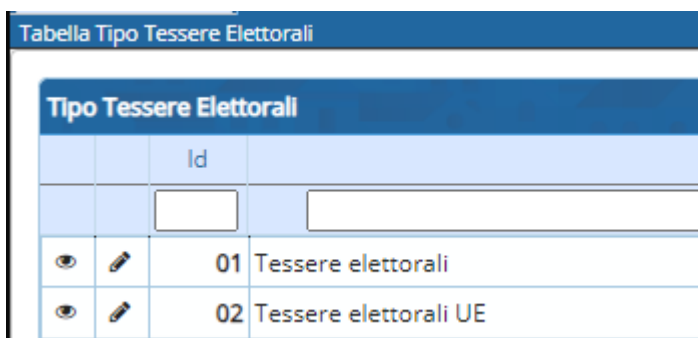 Tabella Tipo Tessere Elettorali
Tipo Tessere Elettorali
Id
01 Tessere elettorali
02 Tessere elettorali UE